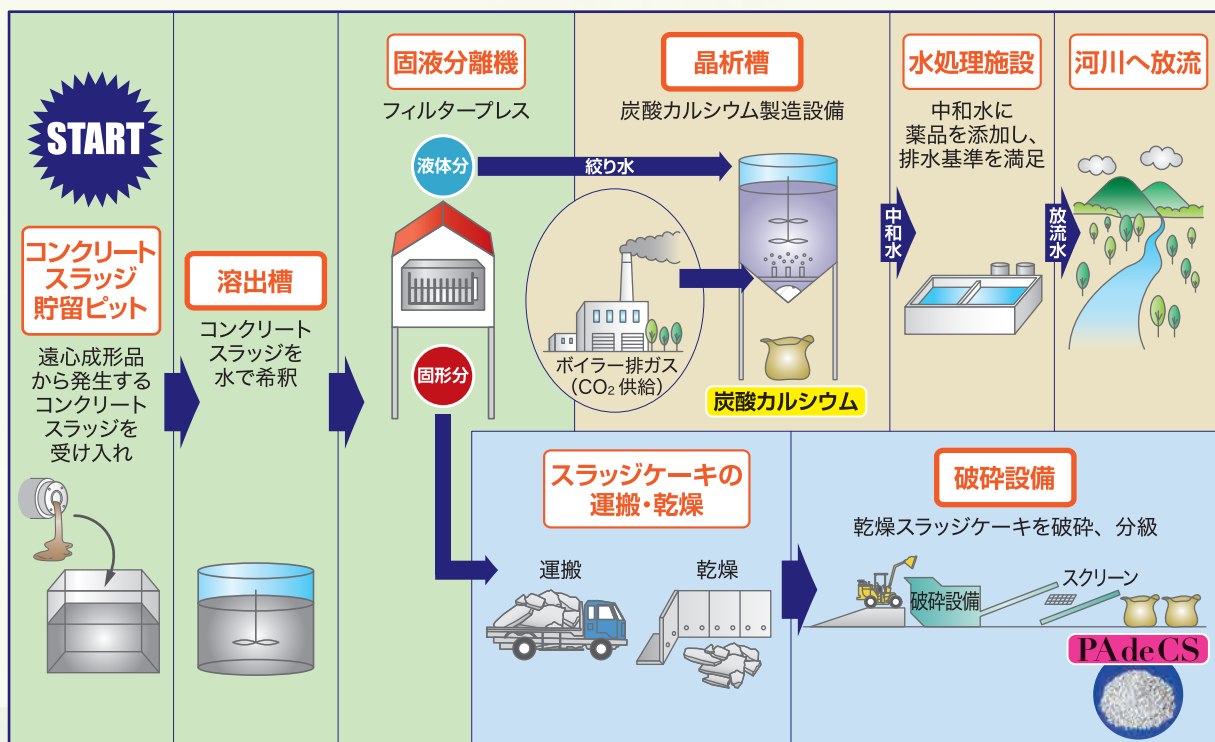 START
コンクリート
スラッジ
貯留ピット
遠心成形品
から発生する
コンクリート
スラッジを
受け入れ
溶出槽
コンクリート
スラッジを
水で希釈
固液分離機
フィルタープレス
液体分
固形分
絞り水
晶析槽
炭酸カルシウム製造設備
ボイラー排ガス
（CO₂ 供給）
炭酸カルシウム
中和水
水処理施設
中和水に
薬品を添加し、
排水基準を満足
放流水
河川へ放流
スラッジケーキの
運搬・乾燥
運搬
乾燥
破砕設備
乾燥スラッジケーキを破砕、分級
破砕設備
スクリーン
PAdeCS